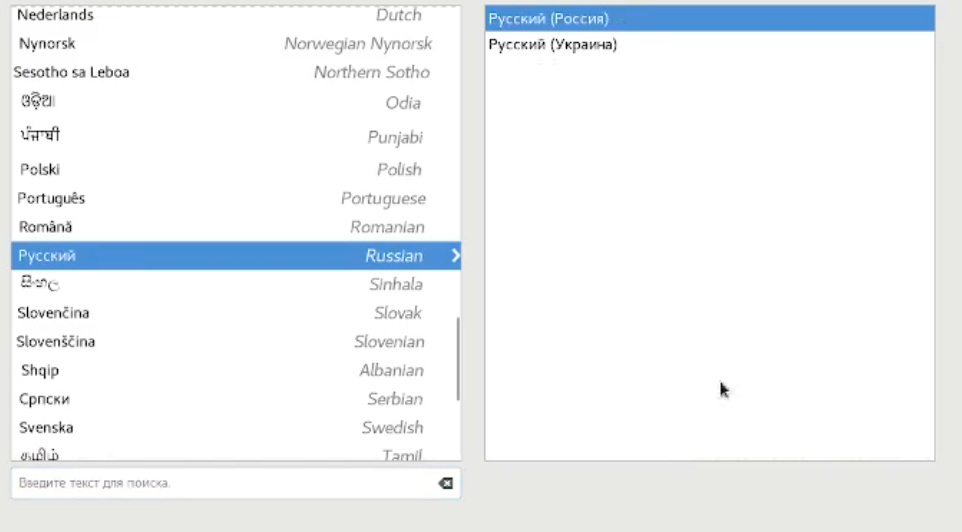 Nederlands Dutch
Nynorsk Norwegian Nynorsk
Sesotho sa Leboa Northern Sotho
ଓଡ଼ିଆ Odia
ਪੰਜਾਬੀ Punjabi
Polski Polish
Português Portuguese
Română Romanian
Русский Russian
සිංහල Sinhala
Slovenčina Slovak
Slovenščina Slovenian
Shqip Albanian
Српски Serbian
Svenska Swedish
தமிழ் Tamil
Введите текст для поиска.
Русский (Россия)
Русский (Украина)